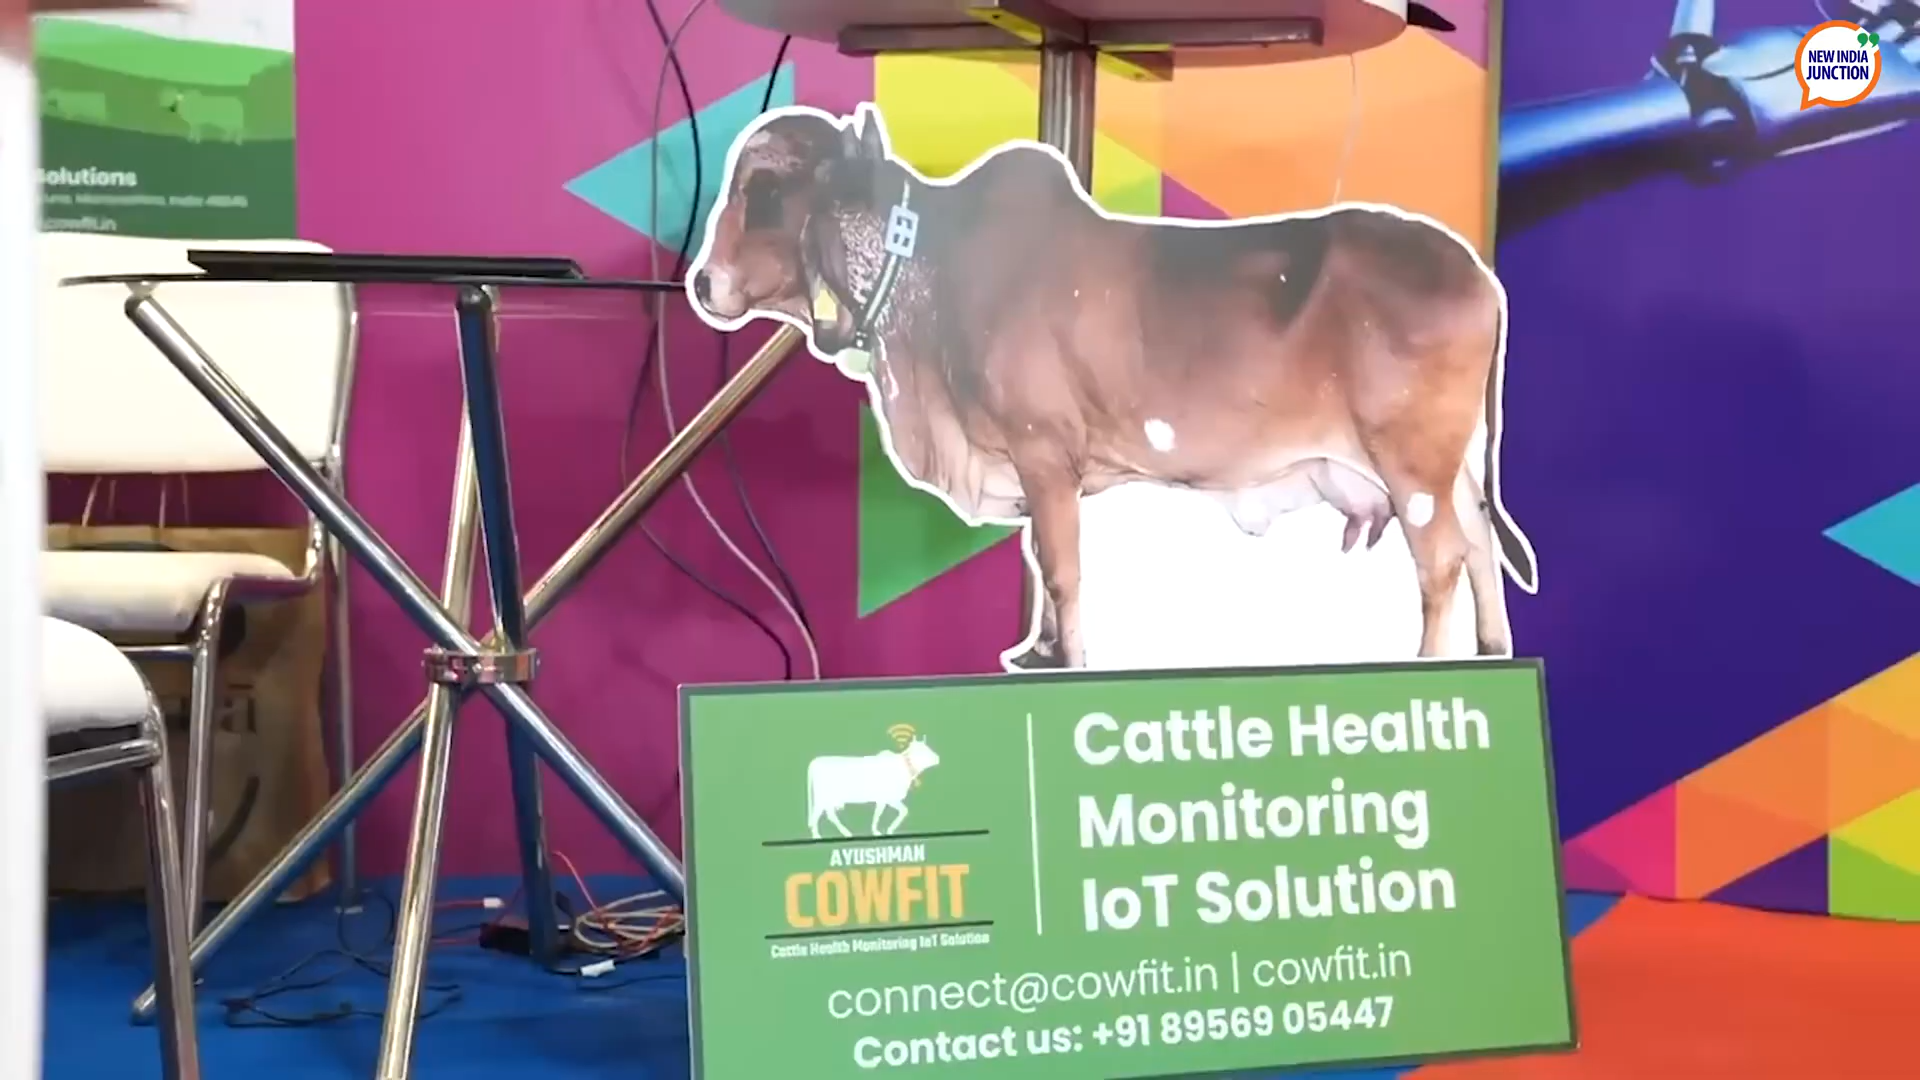 NEW INDIA
JUNCTION
olutions
cowfit.in
Cattle Health
Monitoring
IoT Solution
AYUSHMAN
COWFIT
Cattle Health Monitoring IoT Solution
connect@cowfit.in | cowfit.in
Contact us: +91 89569 05447